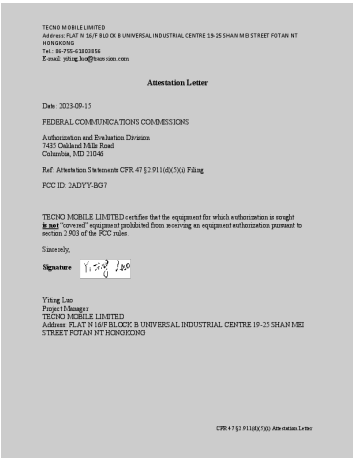 TECNO MOBILE LIMITED
Address: FLAT N 16/F BLOCK B UNIVERSAL INDUSTRIAL CENTRE 19-25 SHAN MEI STREET FOTAN NT
HONGKONG
Tel.: 86-755-61803956
E-mail: yiting.luo@transsion.com
Attestation Letter
Date: 2023-09-15
FEDERAL COMMUNICATIONS COMMISSIONS
Authorization and Evaluation Division
7435 Oakland Mills Road
Columbia, MD 21046
Ref: Attestation Statements CFR 47 §2.911(d)(5)(i) Filing
FCC ID: 2ADYY-BG7
TECNO MOBILE LIMITED certifies that the equipment for which authorization is sought
is not "covered" equipment prohibited from receiving an equipment authorization pursuant to
section 2.903 of the FCC rules.
Sincerely,
Signature Yiting Luo
Yiting Luo
Project Manager
TECNO MOBILE LIMITED
Address: FLAT N 16/F BLOCK B UNIVERSAL INDUSTRIAL CENTRE 19-25 SHAN MEI
STREET FOTAN NT HONGKONG
CFR 47 §2.911(d)(5)(i) Attestation Letter